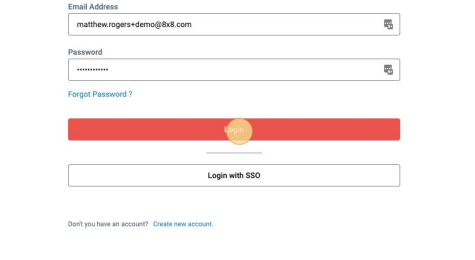 Email Address
matthew.rogers+demo@8x8.com
Password
••••••••••••
Forgot Password ?
Login
Login with SSO
Don't you have an account? Create new account.